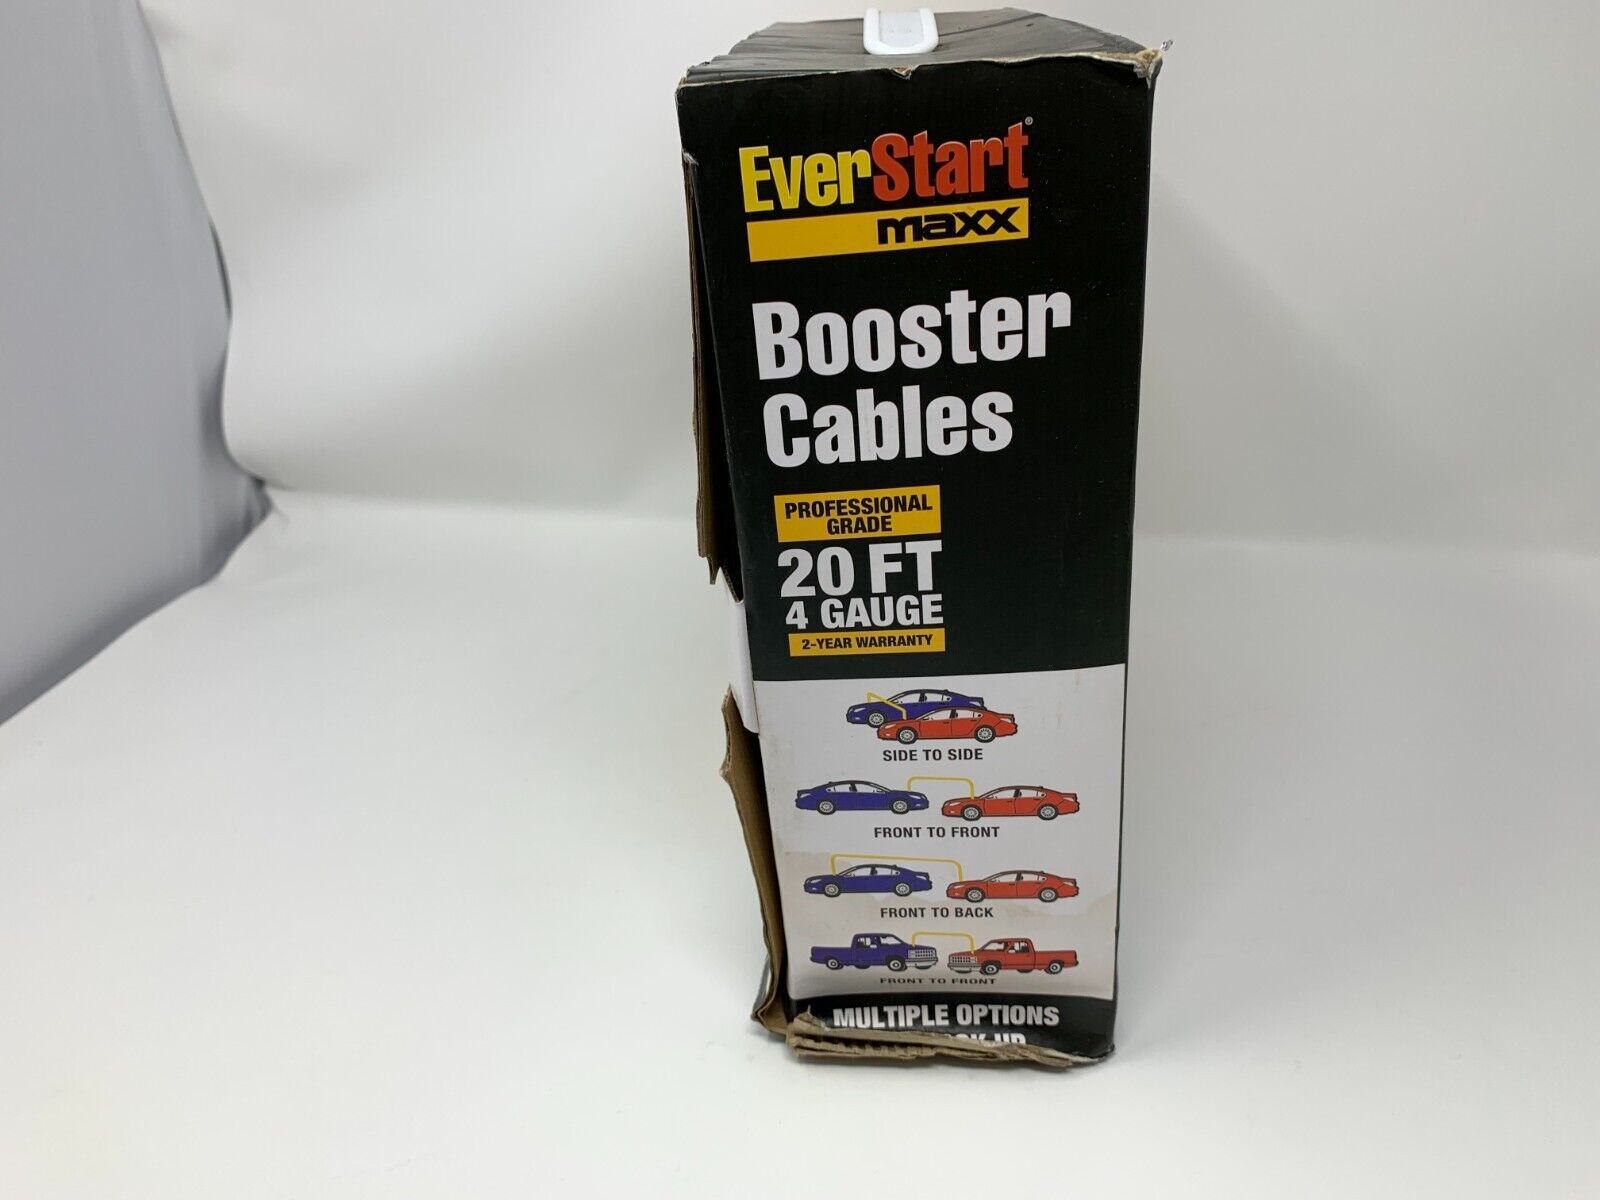 EverStart®
maxx
Booster
Cables
PROFESSIONAL
GRADE
20 FT
4 GAUGE
2-YEAR WARRANTY
SIDE TO SIDE
FRONT TO FRONT
FRONT TO BACK
FRONT TO FRONT
MULTIPLE OPTIONS
UP